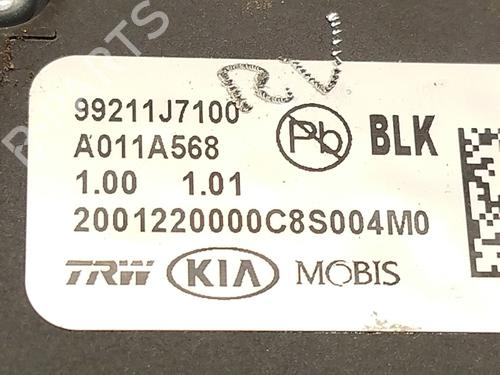 99211J7100
Pb
BLK
A011A568
1.00 1.01
2001220000C8S004M0
TRW KIA MOBIS